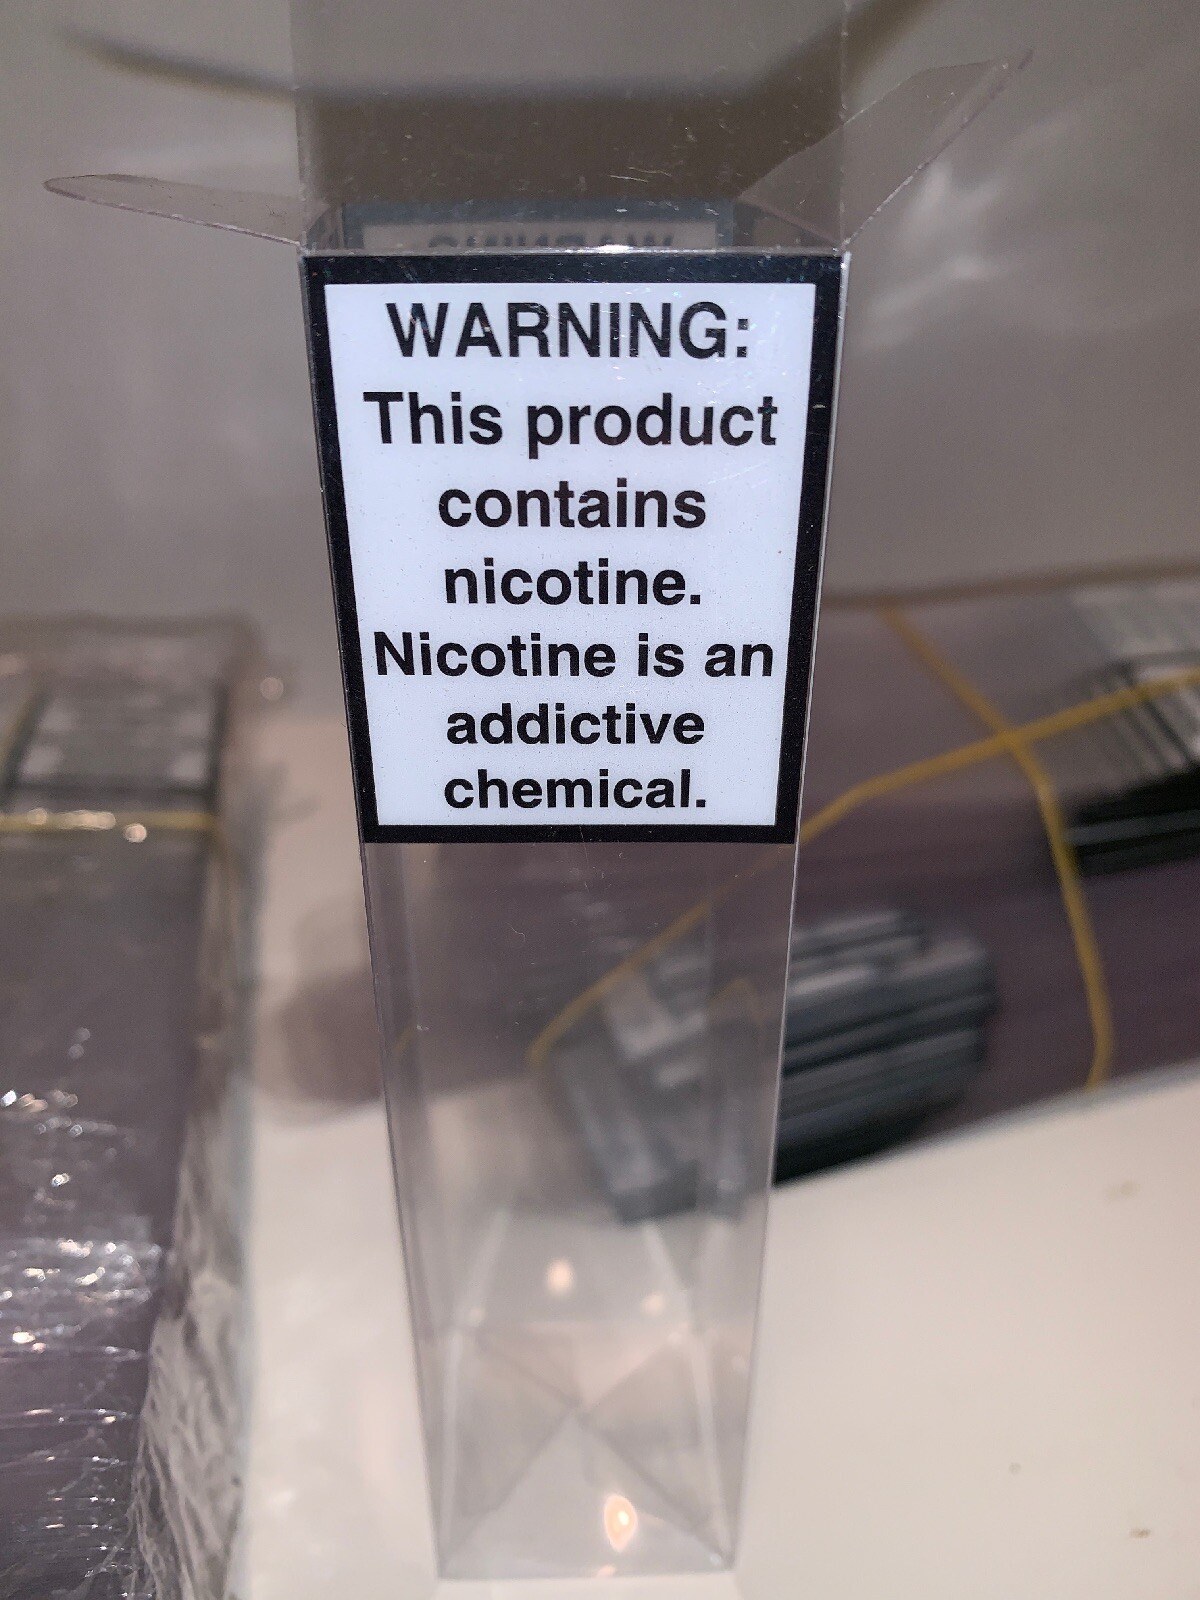 WARNING:
This product
contains
nicotine.
Nicotine is an
addictive
chemical.